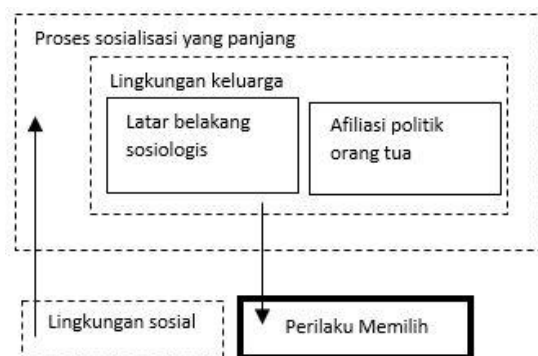 Proses sosialisasi yang panjang
Lingkungan keluarga
Latar belakang
sosiologis
Afiliasi politik
orang tua
Lingkungan sosial
Perilaku Memilih